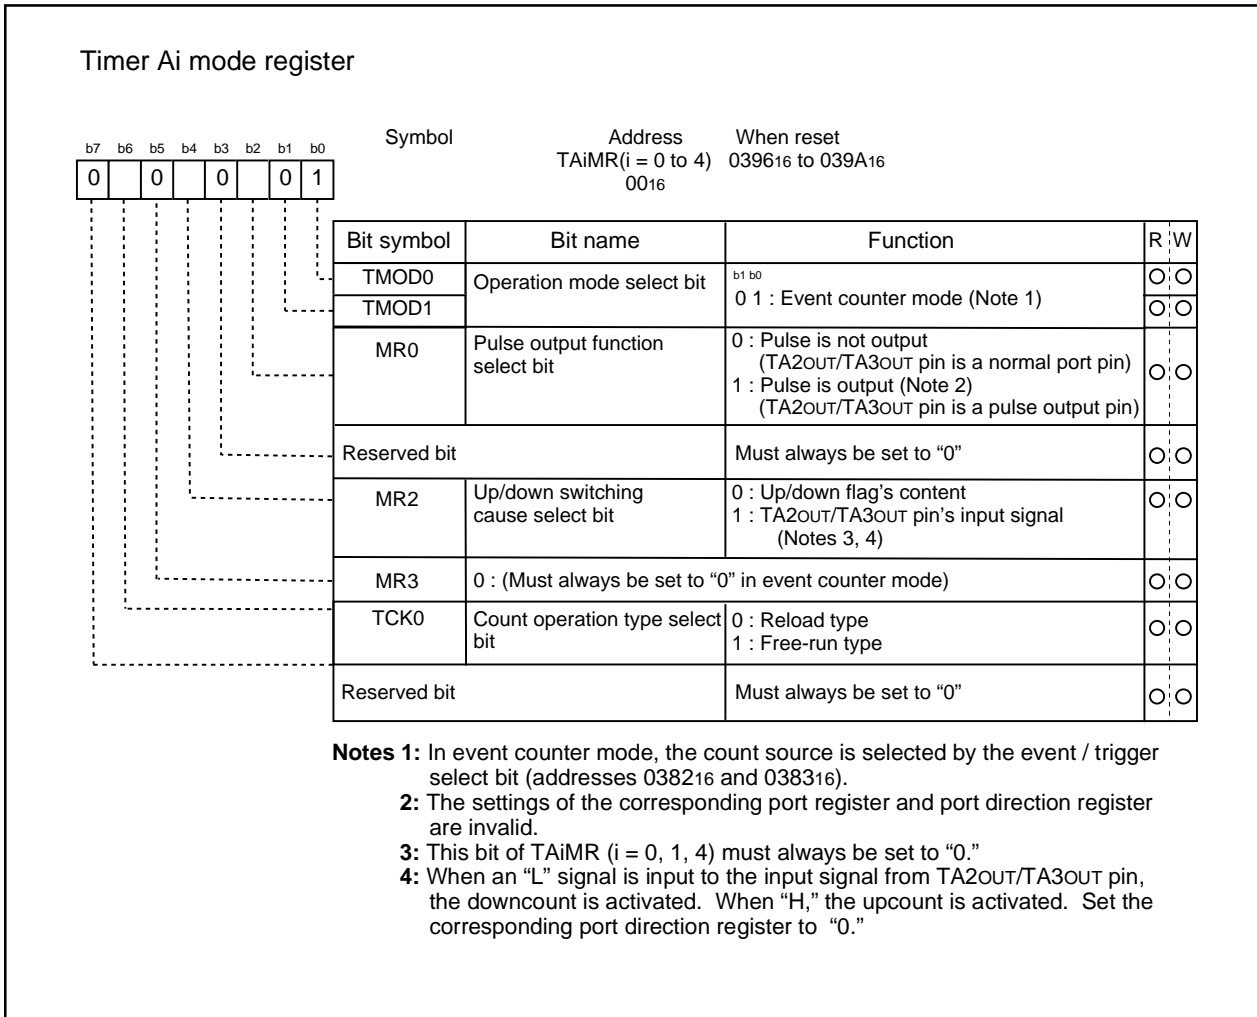 Timer Ai mode register
Symbol Address When reset
TAiMR(i = 0 to 4) 039616 to 039A16
0016
b7 b6 b5 b4 b3 b2 b1 b0
0 0 0 0 1
Bit symbol Bit name Function R W
TMOD0 Operation mode select bit b1 b0
TMOD1 0 1 : Event counter mode (Note 1)
MR0 Pulse output function 0 : Pulse is not output
select bit (TA2OUT/TA3OUT pin is a normal port pin)
1 : Pulse is output (Note 2)
(TA2OUT/TA3OUT pin is a pulse output pin)
Reserved bit Must always be set to “0”
MR2 Up/down switching 0 : Up/down flag’s content
cause select bit 1 : TA2OUT/TA3OUT pin’s input signal
(Notes 3, 4)
MR3 0 : (Must always be set to “0” in event counter mode)
TCK0 Count operation type select 0 : Reload type
bit 1 : Free-run type
Reserved bit Must always be set to “0”
Notes 1: In event counter mode, the count source is selected by the event / trigger
select bit (addresses 038216 and 038316).
2: The settings of the corresponding port register and port direction register
are invalid.
3: This bit of TAiMR (i = 0, 1, 4) must always be set to “0.”
4: When an “L” signal is input to the input signal from TA2OUT/TA3OUT pin,
the downcount is activated. When “H,” the upcount is activated. Set the
corresponding port direction register to “0.”